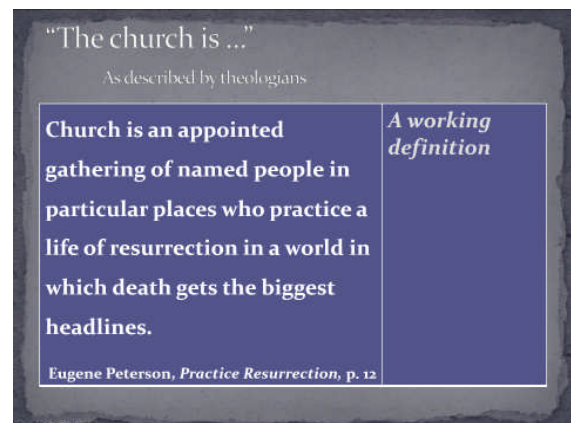 “The church is ...”
As described by theologians
Church is an appointed
gathering of named people in
particular places who practice a
life of resurrection in a world in
which death gets the biggest
headlines.
Eugene Peterson, Practice Resurrection, p. 12
A working
definition